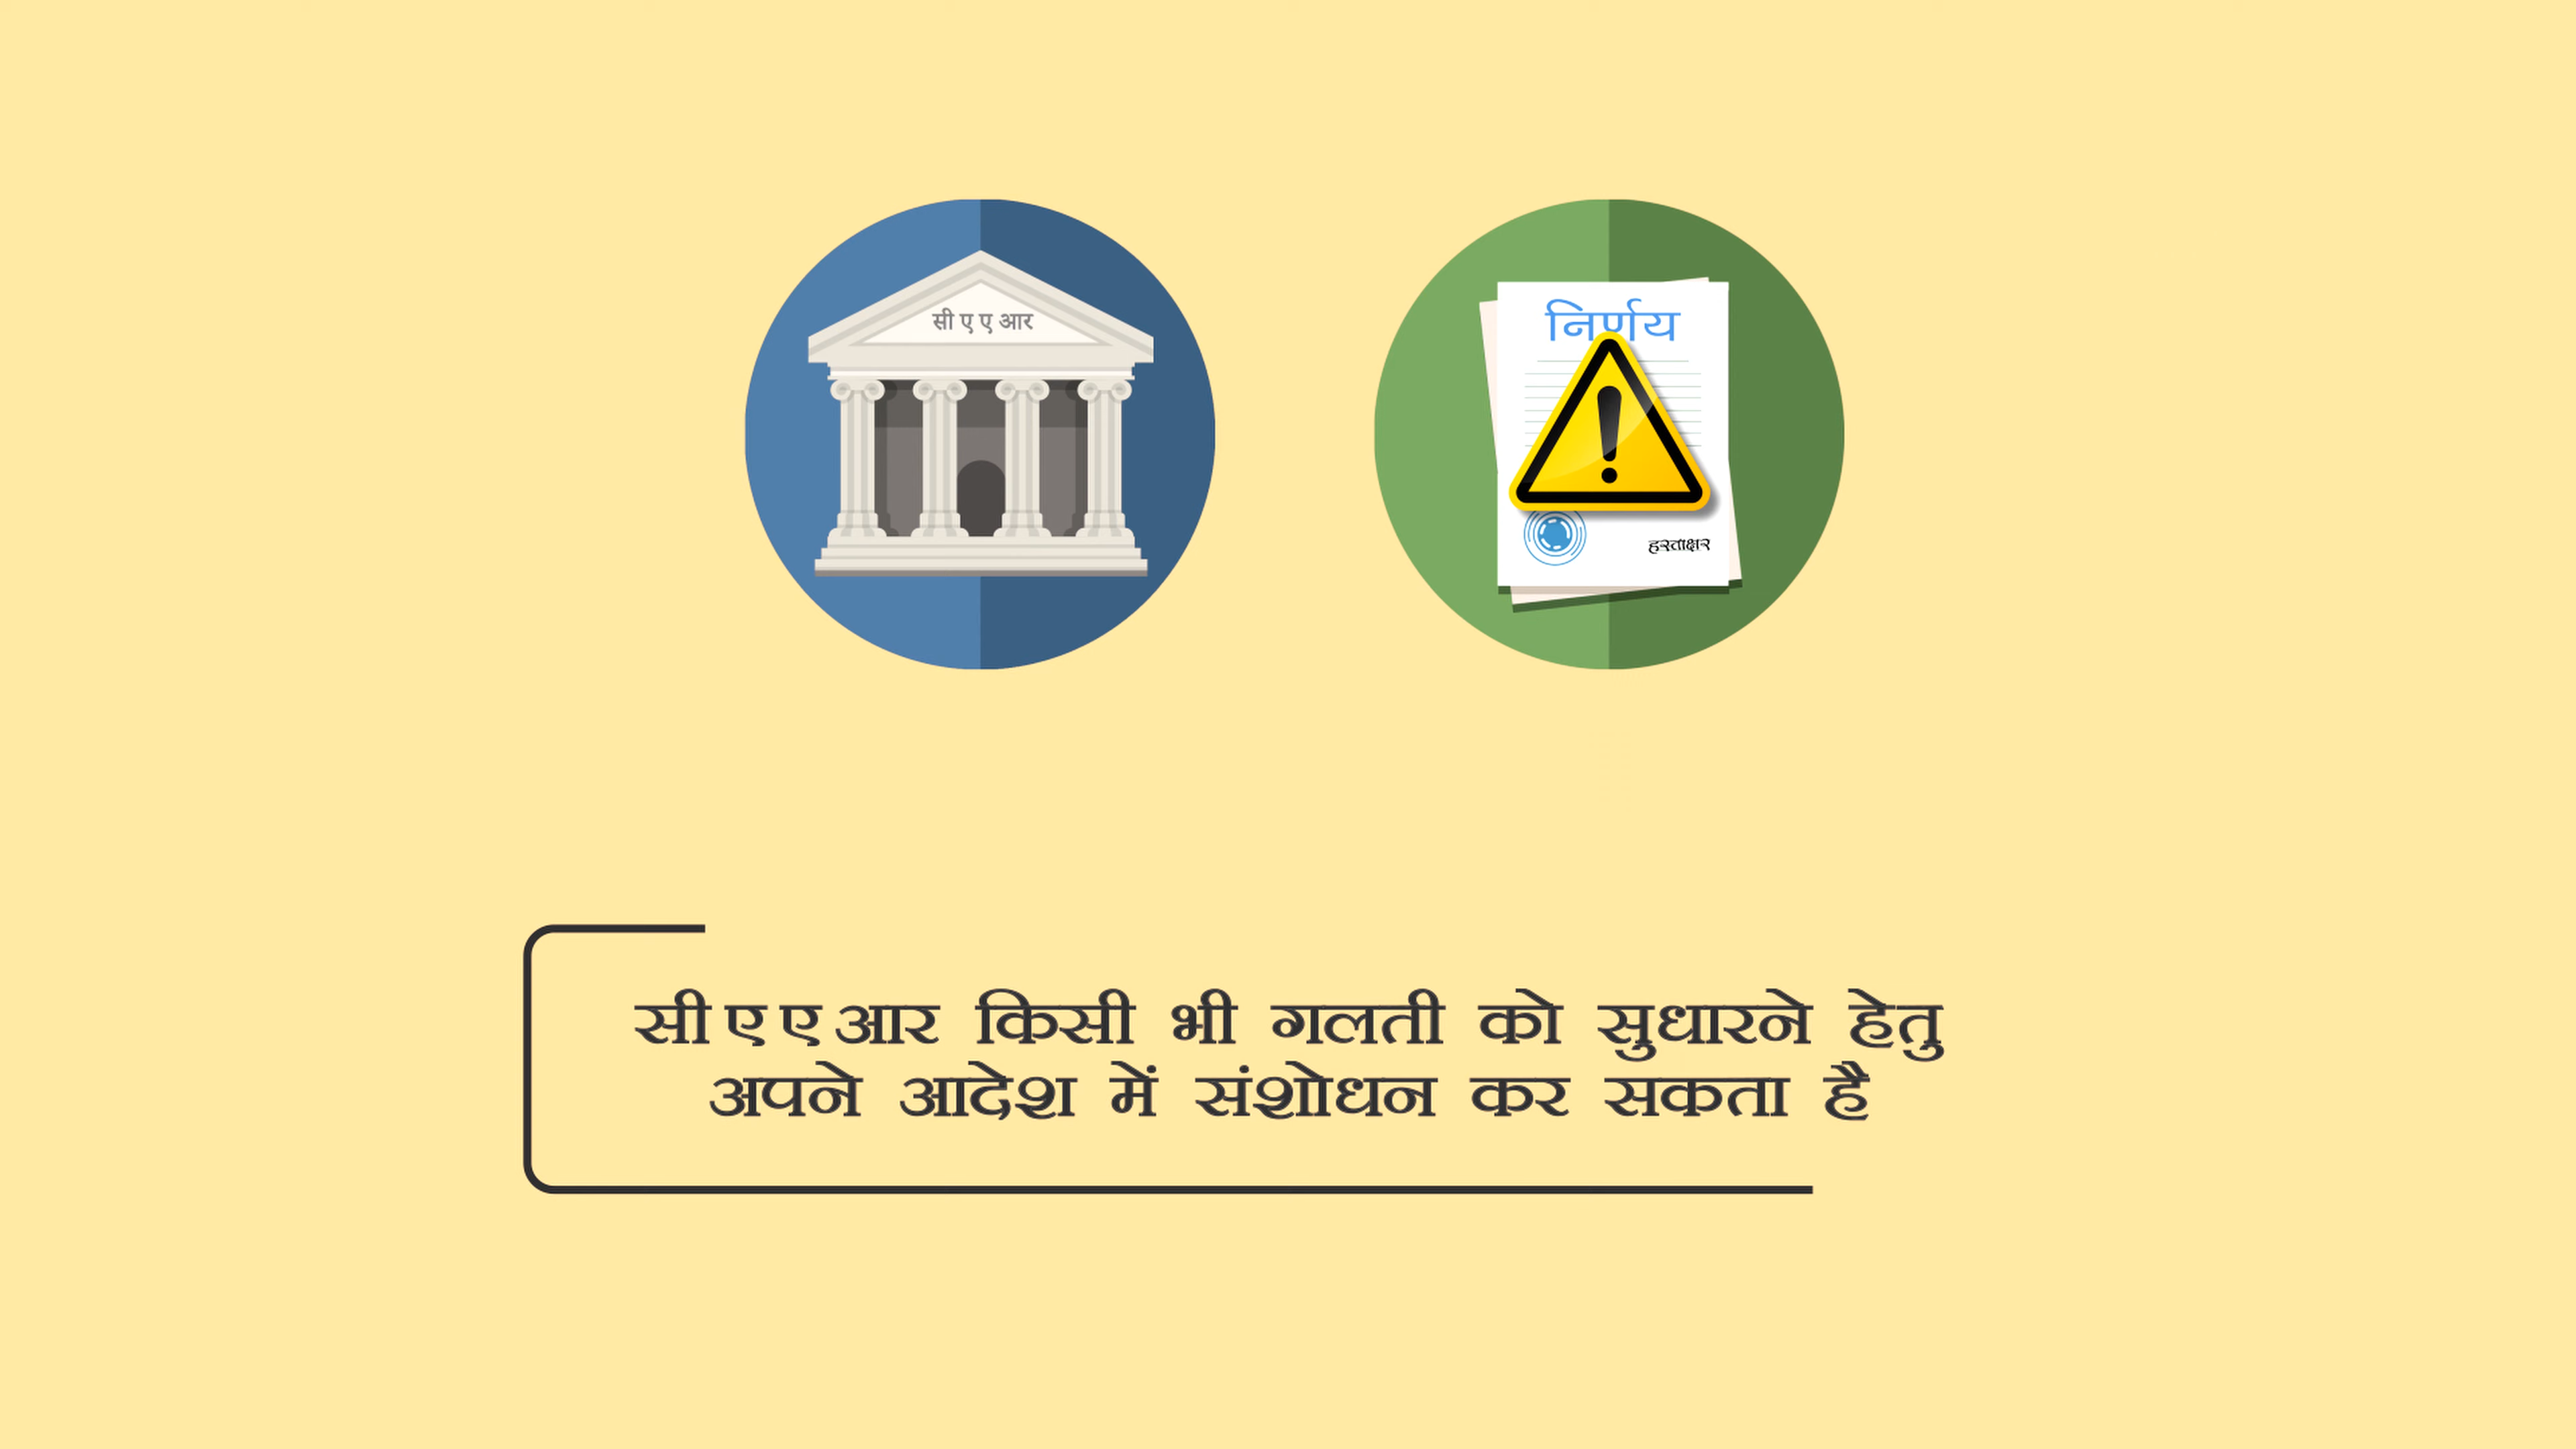 सी ए ए आर
निर्णय
हस्ताक्षर
सी ए ए आर किसी भी गलती को सुधारने हेतु
अपने आदेश में संशोधन कर सकता है